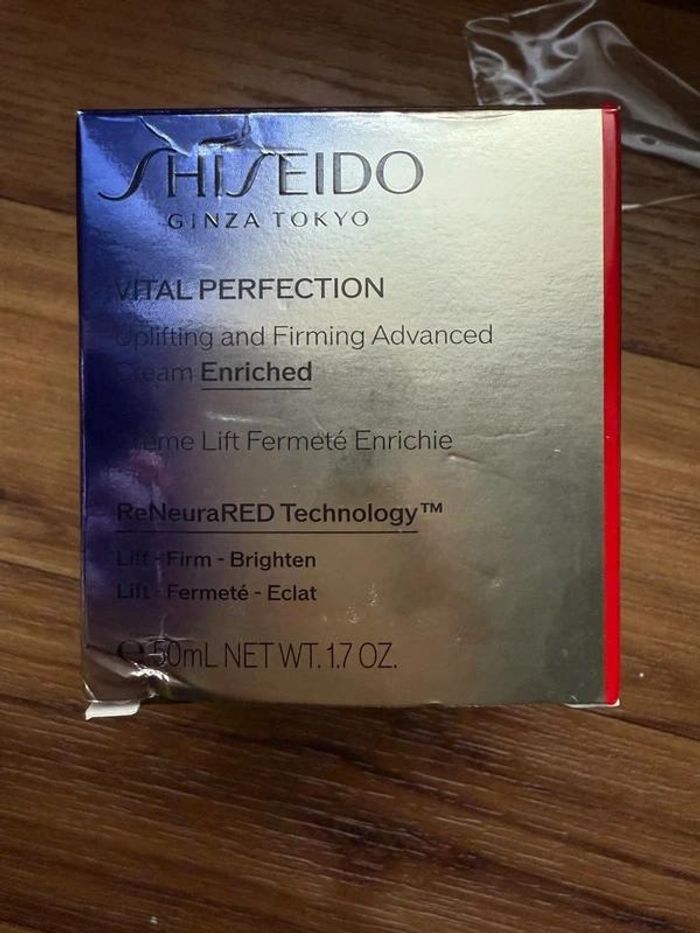 SHISEIDO
GINZA TOKYO
VITAL PERFECTION
Uplifting and Firming Advanced
Cream Enriched
Crème Lift Fermeté Enrichie
ReNeuraRED Technology™
Lift - Firm - Brighten
Lift - Fermeté - Eclat
℮ 50mL NET WT. 1.7 OZ.